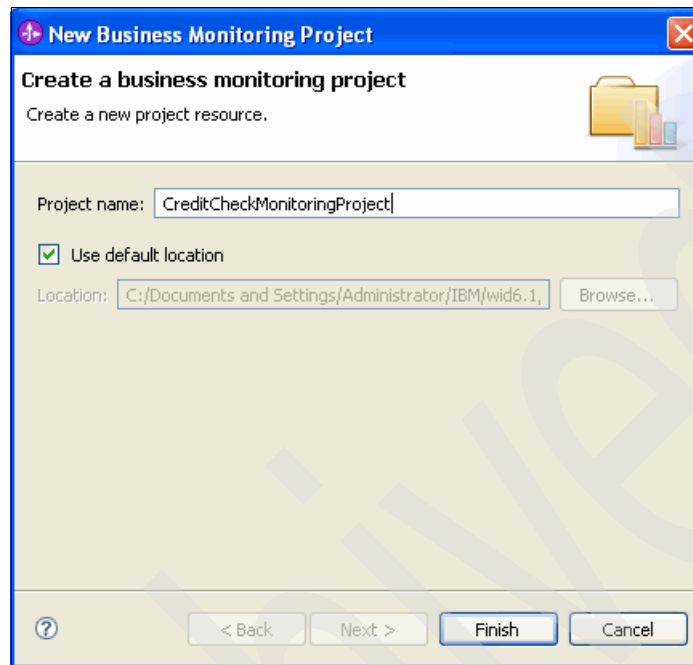 New Business Monitoring Project
Create a business monitoring project
Create a new project resource.
Project name: CreditCheckMonitoringProject
Use default location
Location: C:/Documents and Settings/Administrator/IBM/wid6.1, Browse...
< Back Next > Finish Cancel